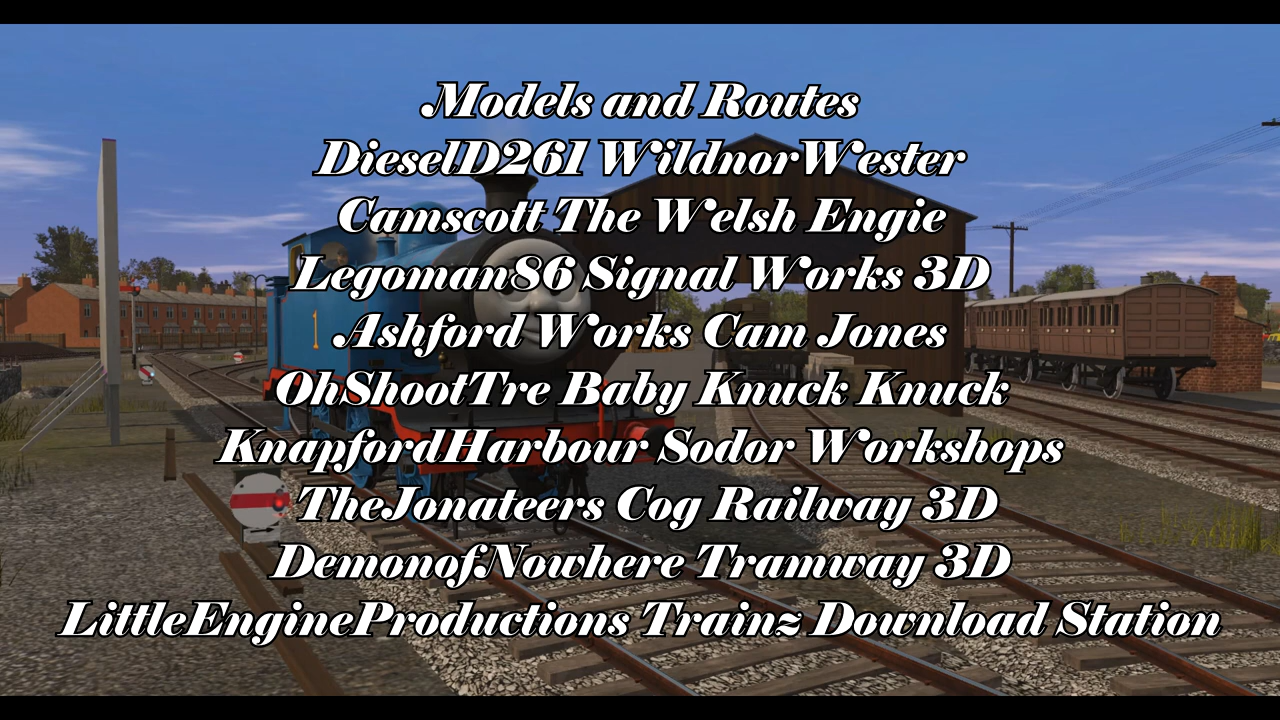 Models and Routes
DieselD261 WildnorWester
Camscott The Welsh Engie
Legoman86 Signal Works 3D
Ashford Works Cam Jones
OhShootTre Baby Knuck Knuck
KnapfordHarbour Sodor Workshops
TheJonateers Cog Railway 3D
DemonofNowhere Tramway 3D
LittleEngineProductions Trainz Download Station
1